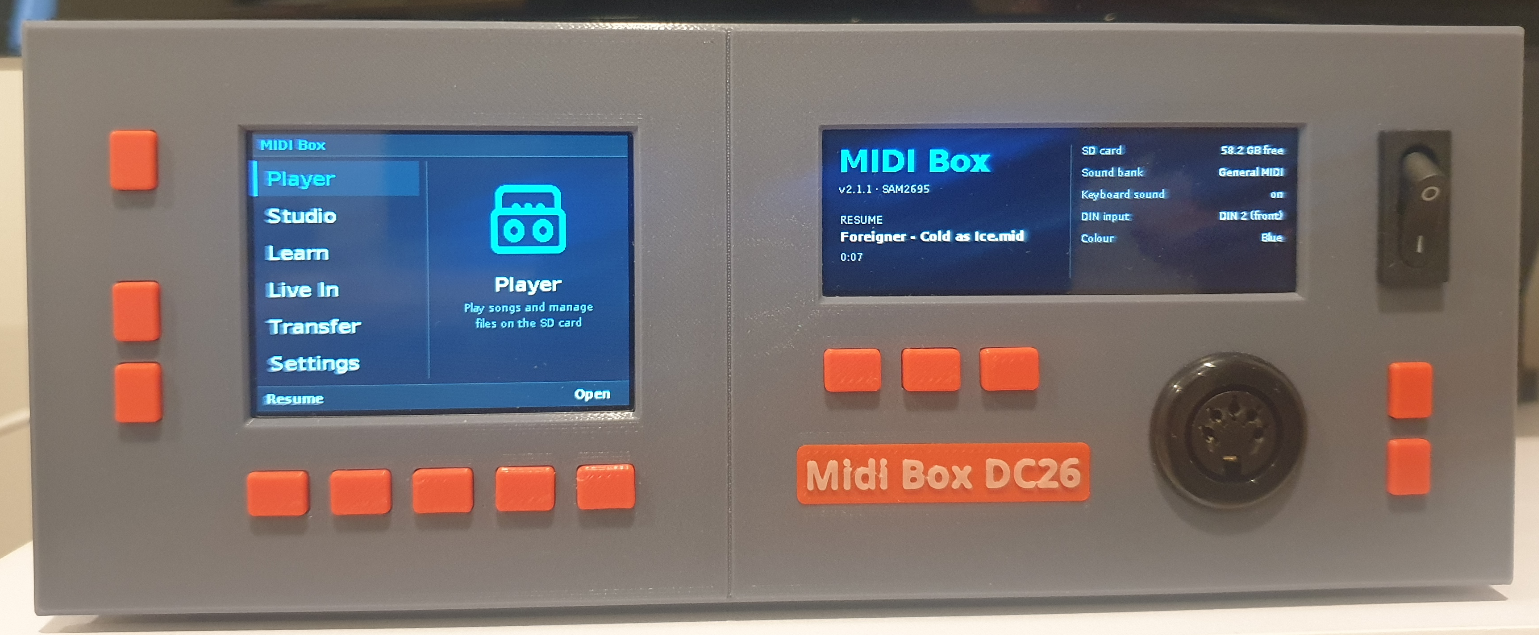 MIDI Box
Player
Studio
Learn
Live In
Transfer
Settings
Player
Play songs and manage
files on the SD card
Resume
Open
MIDI Box
v2.1.1 · SAM2695
RESUME
Foreigner - Cold as Ice.mid
0:07
SD card 58.2 GB free
Sound bank General MIDI
Keyboard sound on
DIN input DIN 2 (front)
Colour Blue
O
I
Midi Box DC26